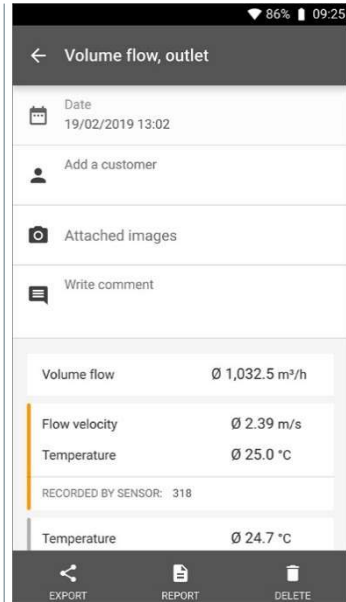 86% 09:25
Volume flow, outlet
Date
19/02/2019 13:02
Add a customer
Attached images
Write comment
Volume flow Ø 1,032.5 m³/h
Flow velocity Ø 2.39 m/s
Temperature Ø 25.0 °C
RECORDED BY SENSOR: 318
Temperature Ø 24.7 °C
EXPORT REPORT DELETE